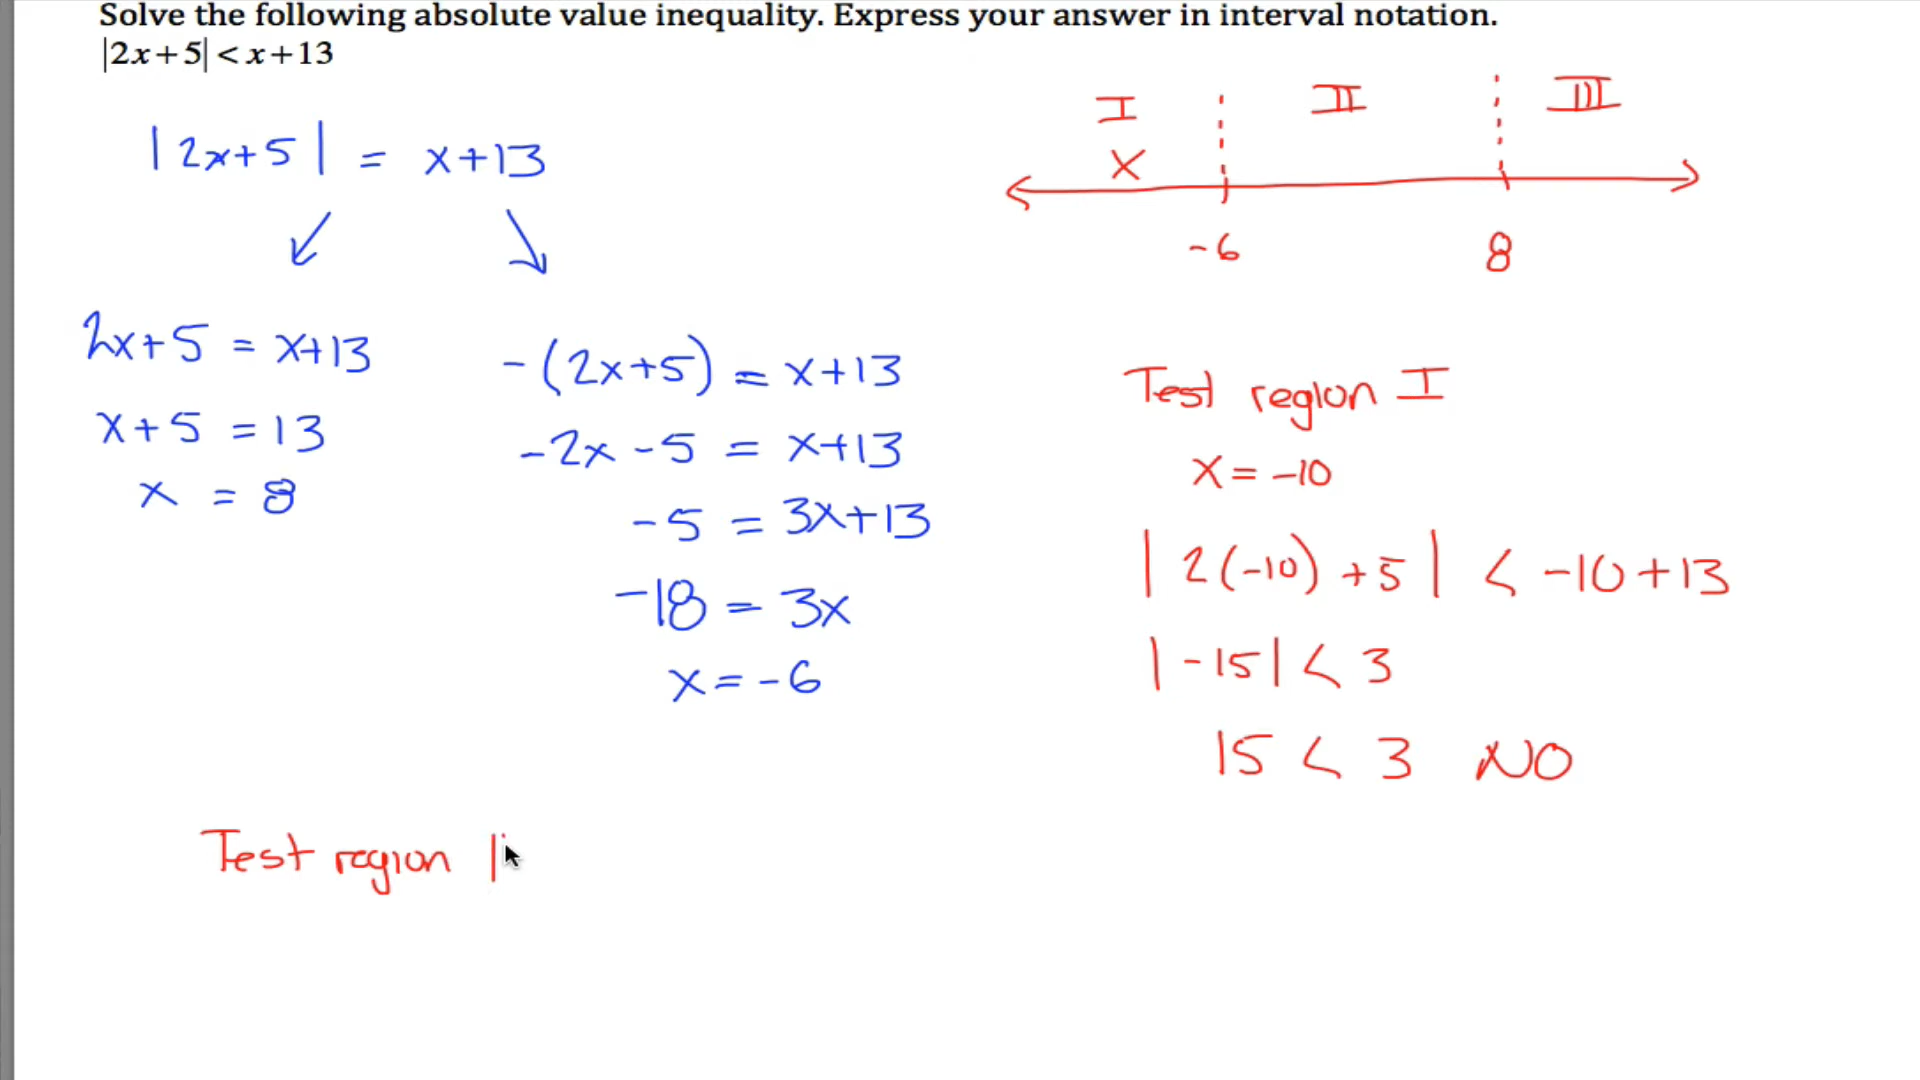 Solve the following absolute value inequality. Express your answer in interval notation.
|2x+5|<x+13
|2x+5| = x+13
2x+5 = x+13
x+5 = 13
x = 8
-(2x+5) = x+13
-2x-5 = x+13
-5 = 3x+13
-18 = 3x
x = -6
I II III
X
-6 8
Test region I
x = -10
|2(-10)+5| < -10+13
|-15| < 3
15 < 3 NO
Test region